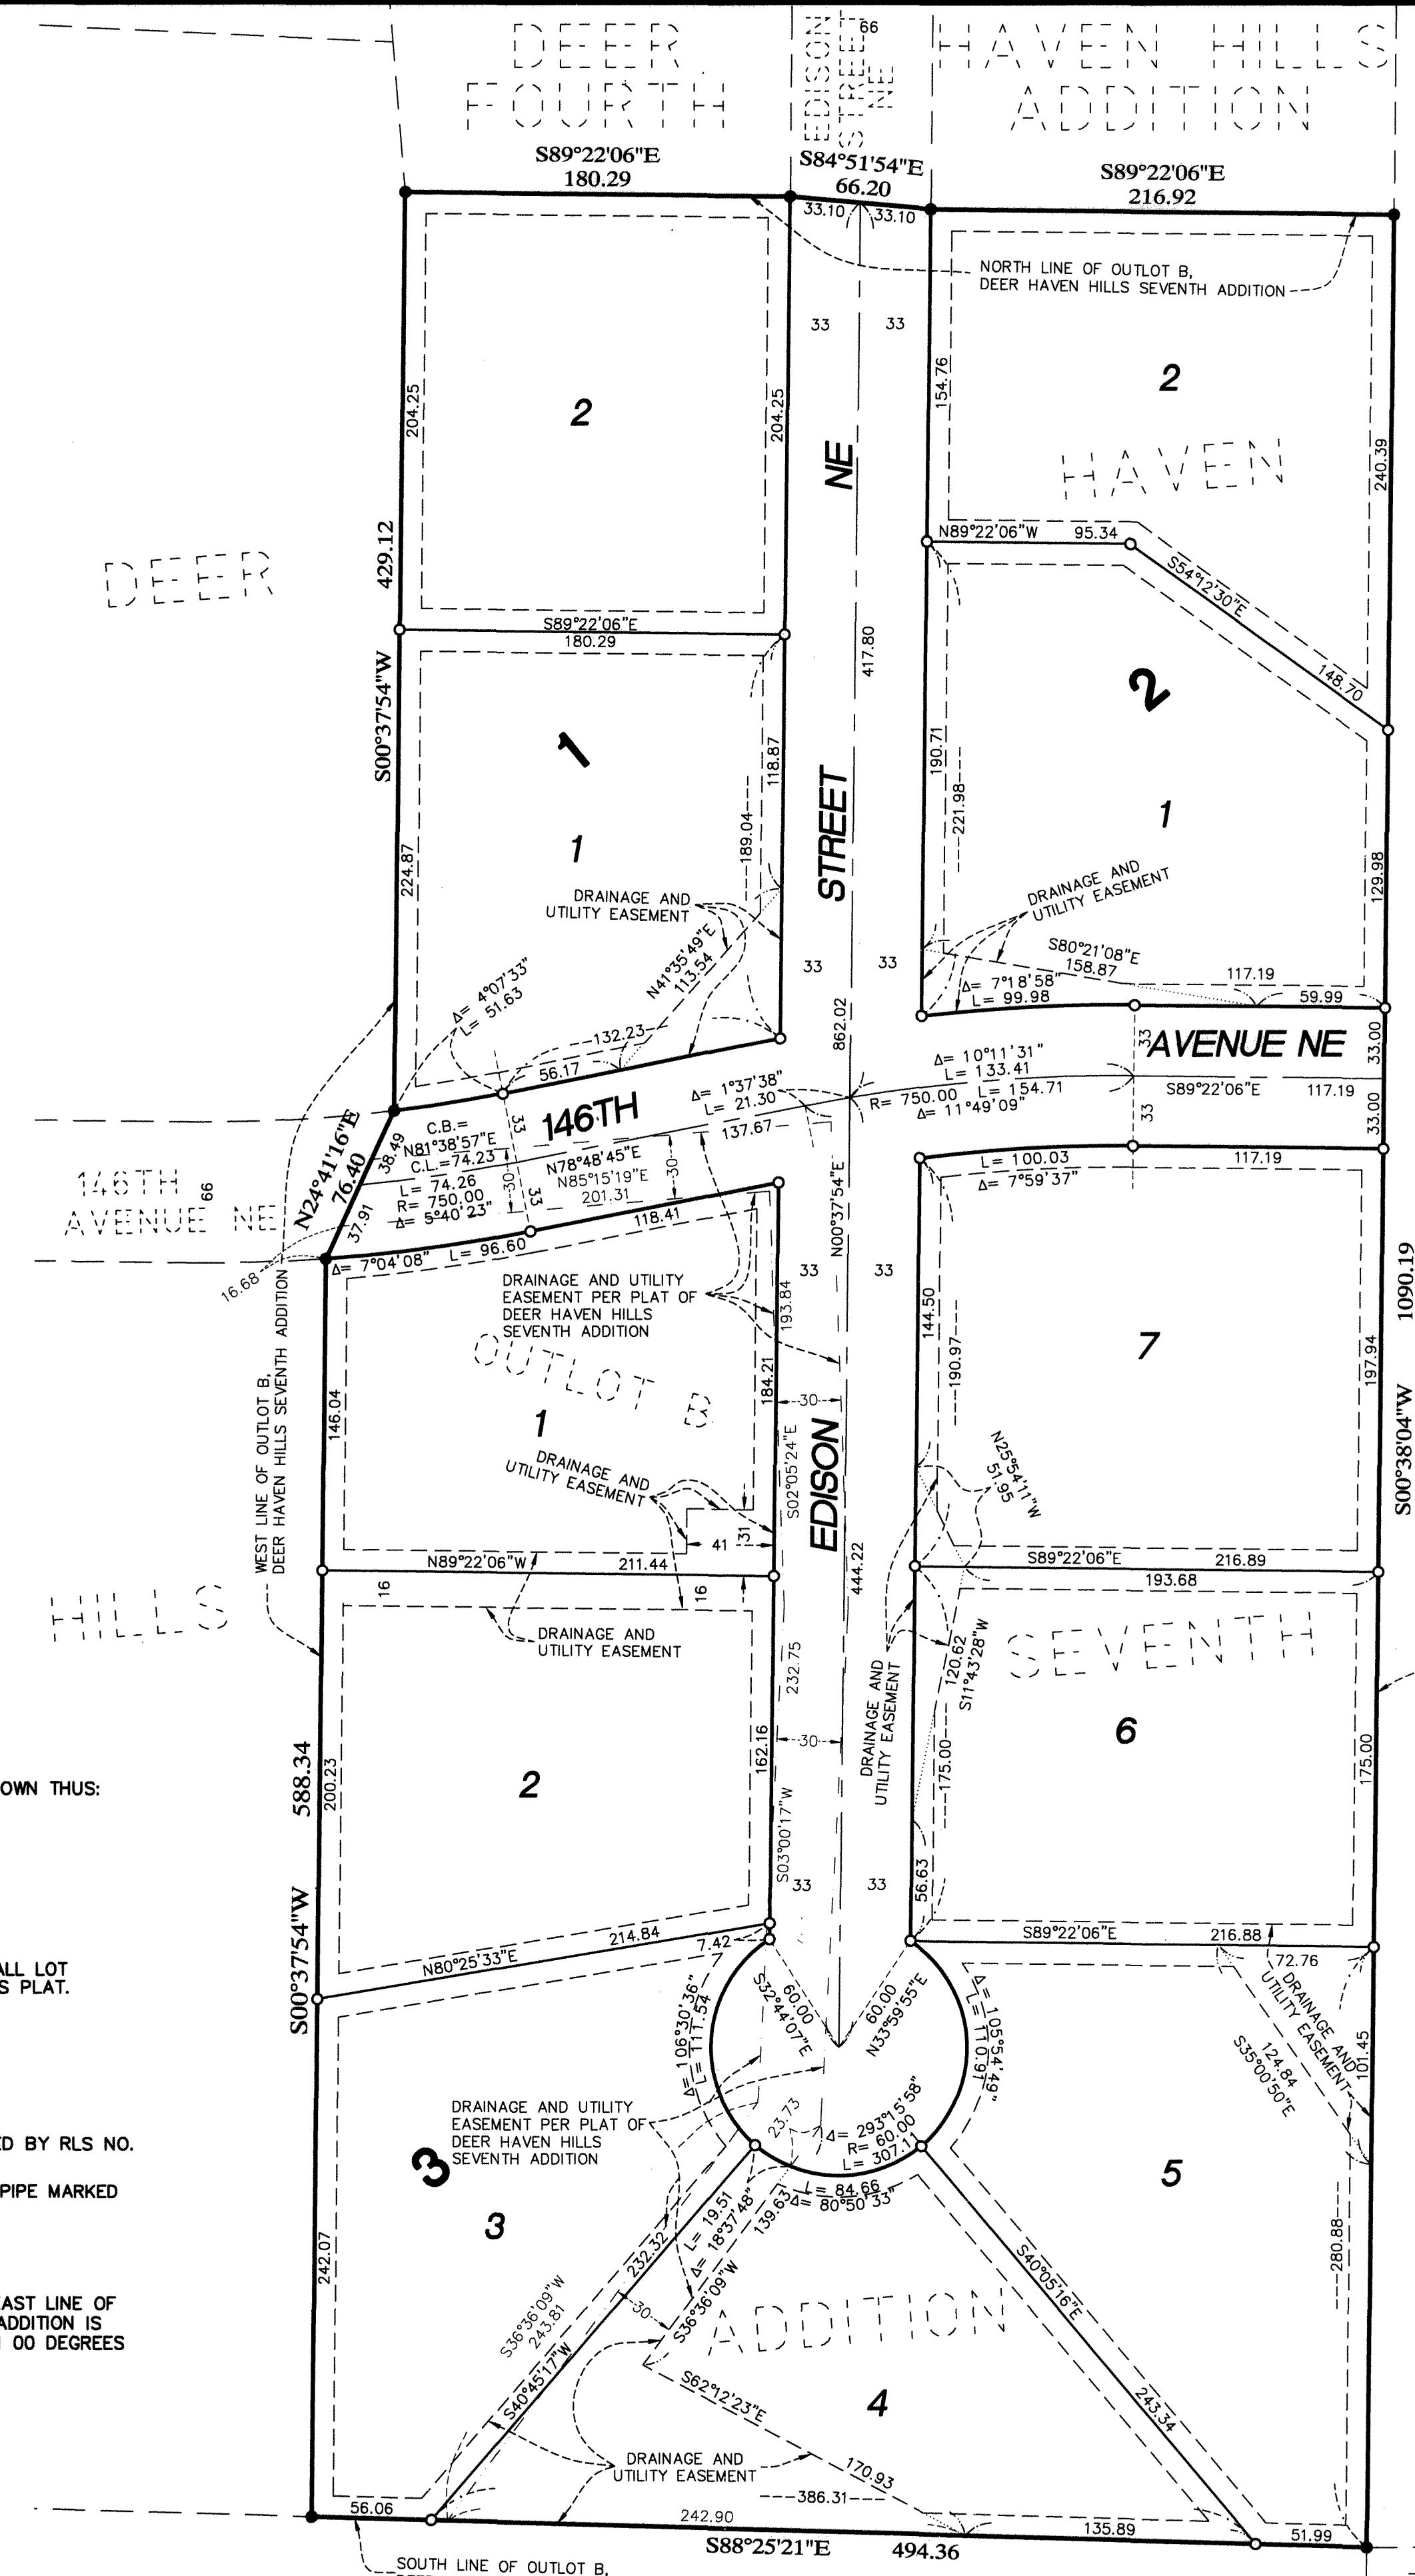 DEER
FOURTH
EDISON
STREET
NE
66
HAVEN HILLS
ADDITION
S89°22'06"E
180.29
S84°51'54"E
66.20
33.10
33.10
S89°22'06"E
216.92
NORTH LINE OF OUTLOT B,
DEER HAVEN HILLS SEVENTH ADDITION
33
33
204.25
2
204.25
NE
154.76
2
HAVEN
240.39
429.12
DEER
N89°22'06"W
95.34
S54°12'30"E
148.70
S89°22'06"E
180.29
417.80
S00°37'54"W
1
118.87
2
190.71
221.98
1
189.04
STREET
1
224.87
129.98
DRAINAGE AND
UTILITY EASEMENT
DRAINAGE AND
UTILITY EASEMENT
N41°35'49"E
113.54
33
33
S80°21'08"E
158.87
117.19
59.99
Δ= 4°07'33"
L= 51.63
Δ= 7°18'58"
L= 99.98
132.23
56.17
862.02
AVENUE NE
33
33.00
Δ= 10°11'31"
L= 133.41
L= 154.71
R= 750.00
Δ= 11°49'09"
S89°22'06"E
117.19
33
33.00
Δ= 1°37'38"
L= 21.30
137.67
146TH
33
C.B.=
N81°38'57"E
C.L.=74.23
L= 74.26
R= 750.00
Δ= 5°40'23"
N78°48'45"E
N85°15'19"E
201.31
30
30
33
N24°41'16"E
76.40
38.49
37.91
16.68
146TH
AVENUE NE
66
L= 100.03
Δ= 7°59'37"
117.19
118.41
Δ= 7°04'08"
L= 96.60
N00°37'54"E
33
33
DRAINAGE AND UTILITY
EASEMENT PER PLAT OF
DEER HAVEN HILLS
SEVENTH ADDITION
193.84
184.21
144.50
190.97
7
197.94
1090.19
S00°38'04"W
WEST LINE OF OUTLOT B,
DEER HAVEN HILLS SEVENTH ADDITION
OUTLOT B
146.04
1
30
S02°05'24"E
EDISON
DRAINAGE AND
UTILITY EASEMENT
N25°54'11"W
51.95
41
31
N89°22'06"W
211.44
444.22
S89°22'06"E
216.89
193.68
16
16
HILLS
DRAINAGE AND
UTILITY EASEMENT
SEVENTH
232.75
120.62
S11°43'28"W
DRAINAGE AND
UTILITY EASEMENT
6
162.16
30
175.00
175.00
588.34
200.23
2
OWN THUS:
S03°00'17"W
33
33
56.63
S00°37'54"W
N80°25'33"E
214.84
7.42
S89°22'06"E
216.88
72.76
ALL LOT
S PLAT.
Δ= 106°30'36"
L= 111.54
60.00
S32°44'07"E
60.00
N33°59'55"E
Δ= 105°54'49"
L= 110.91
DRAINAGE AND
UTILITY EASEMENT
124.84
S35°00'50"E
101.45
DRAINAGE AND UTILITY
EASEMENT PER PLAT OF
DEER HAVEN HILLS
SEVENTH ADDITION
23.73
Δ= 293°15'58"
R= 60.00
L= 307.11
ED BY RLS NO.
PIPE MARKED
3
5
L= 84.66
Δ= 80°50'33"
L= 19.51
Δ= 18°37'48"
139.63
3
242.07
232.32
S36°36'09"W
280.88
S36°36'09"W
243.81
S40°45'17"W
30
S40°05'16"E
243.34
ADDITION
EAST LINE OF
ADDITION IS
00 DEGREES
S62°12'23"E
4
170.93
DRAINAGE AND
UTILITY EASEMENT
386.31
56.06
242.90
135.89
51.99
S88°25'21"E
494.36
SOUTH LINE OF OUTLOT B,